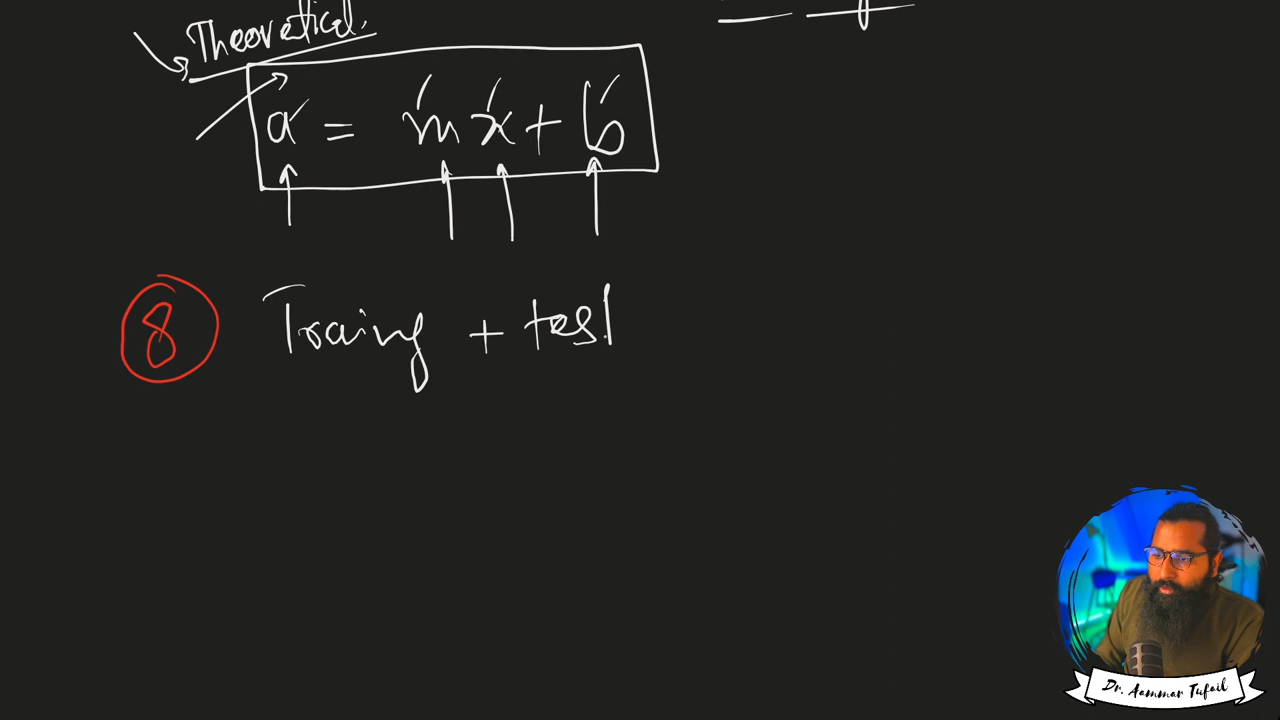 Theoretical.
a = mx + b
8 Traing + test
Dr. Aammar Tufail